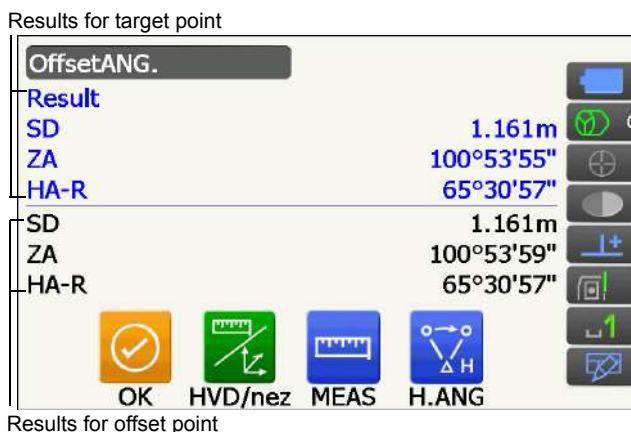 Results for target point
OffsetANG.
Result
SD 1.161m
ZA 100°53'55"
HA-R 65°30'57"
SD 1.161m
ZA 100°53'59"
HA-R 65°30'57"
OK HVD/nez MEAS H.ANG
Results for offset point